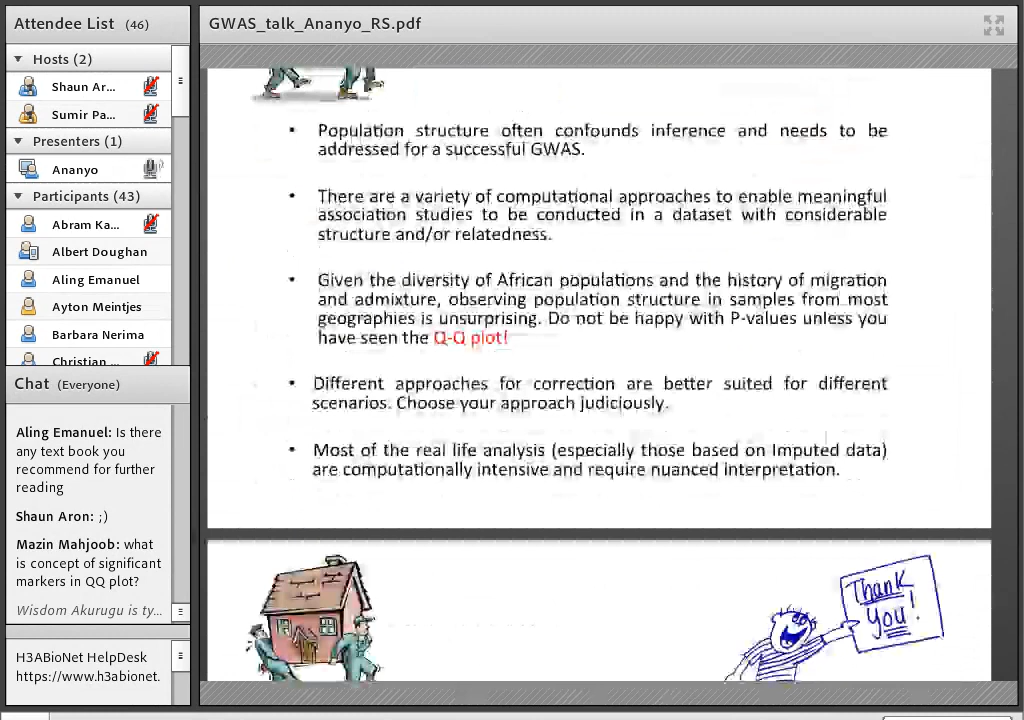 Attendee List (46)
Hosts (2)
Shaun Ar...
Sumir Pa...
Presenters (1)
Ananyo
Participants (43)
Abram Ka...
Albert Doughan
Aling Emanuel
Ayton Meintjes
Barbara Nerima
Christian ...
Chat (Everyone)
Aling Emanuel: Is there
any text book you
recommend for further
reading
Shaun Aron: ;)
Mazin Mahjoob: what
is concept of significant
markers in QQ plot?
Wisdom Akurugu is ty...
H3ABioNet HelpDesk
https://www.h3abionet.
GWAS_talk_Ananyo_RS.pdf
• Population structure often confounds inference and needs to be
addressed for a successful GWAS.
• There are a variety of computational approaches to enable meaningful
association studies to be conducted in a dataset with considerable
structure and/or relatedness.
• Given the diversity of African populations and the history of migration
and admixture, observing population structure in samples from most
geographies is unsurprising. Do not be happy with P-values unless you
have seen the Q-Q plot!
• Different approaches for correction are better suited for different
scenarios. Choose your approach judiciously.
• Most of the real life analysis (especially those based on Imputed data)
are computationally intensive and require nuanced interpretation.
Thank
you!